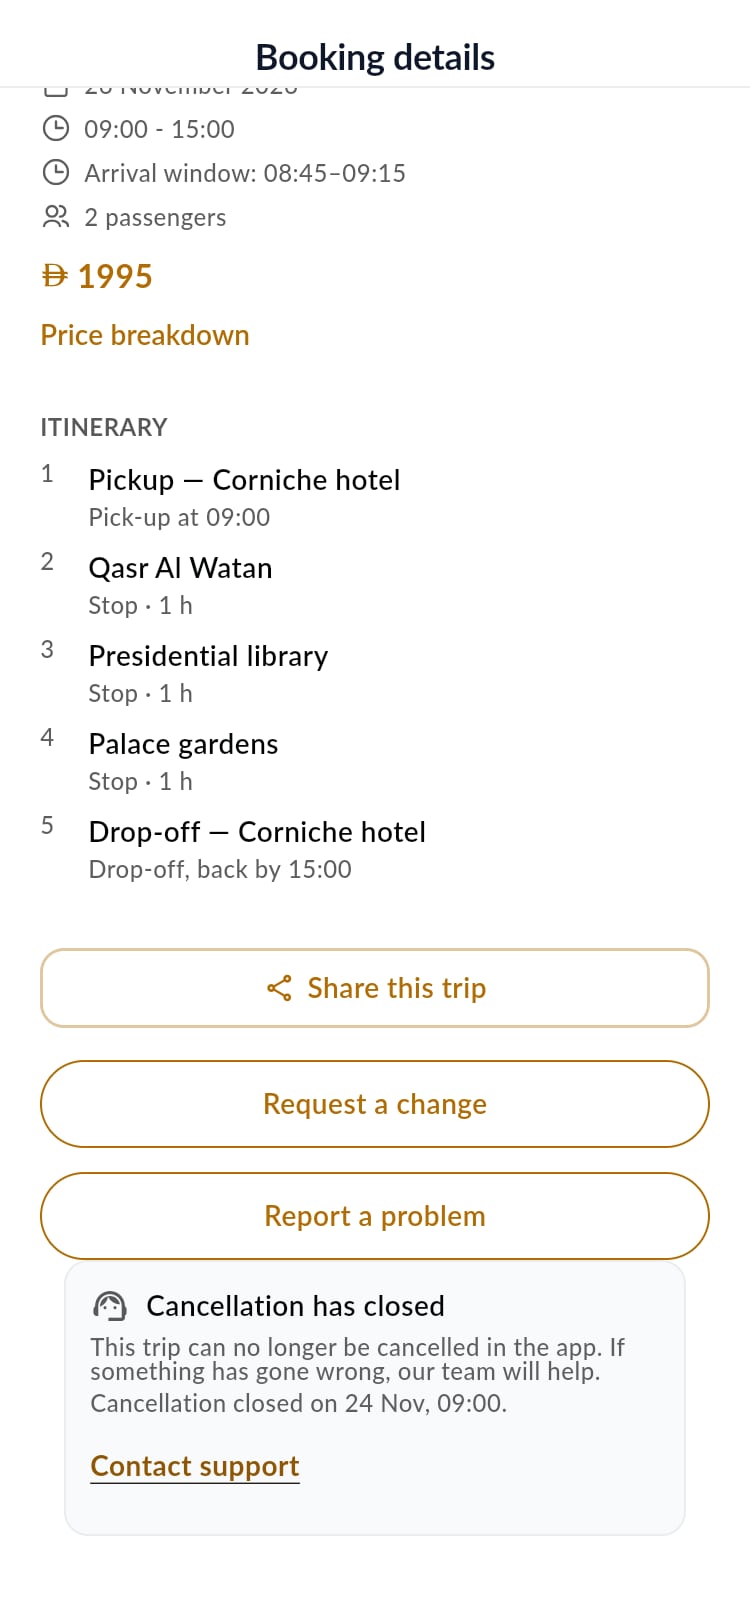 Booking details
09:00 - 15:00
Arrival window: 08:45–09:15
2 passengers
1995
Price breakdown
ITINERARY
1
Pickup — Corniche hotel
Pick-up at 09:00
2
Qasr Al Watan
Stop · 1 h
3
Presidential library
Stop · 1 h
4
Palace gardens
Stop · 1 h
5
Drop-off — Corniche hotel
Drop-off, back by 15:00
Share this trip
Request a change
Report a problem
Cancellation has closed
This trip can no longer be cancelled in the app. If
something has gone wrong, our team will help.
Cancellation closed on 24 Nov, 09:00.
Contact support